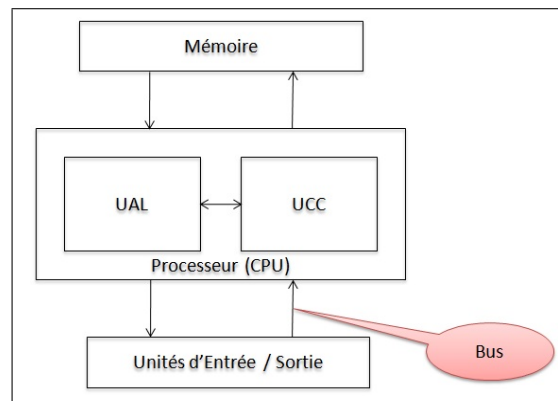 Mémoire
UAL
UCC
Processeur (CPU)
Unités d'Entrée / Sortie
Bus